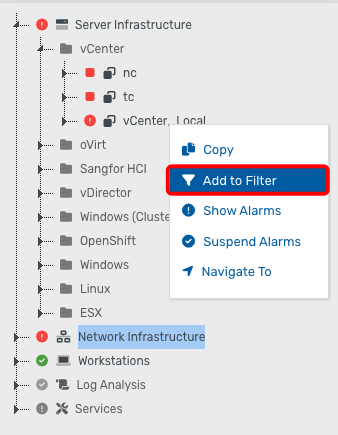 Server Infrastructure
vCenter
nc
tc
vCenter_Local
oVirt
Sangfor HCI
vDirector
Windows (Cluste
OpenShift
Windows
Linux
ESX
Copy
Add to Filter
Show Alarms
Suspend Alarms
Navigate To
Network Infrastructure
Workstations
Log Analysis
Services